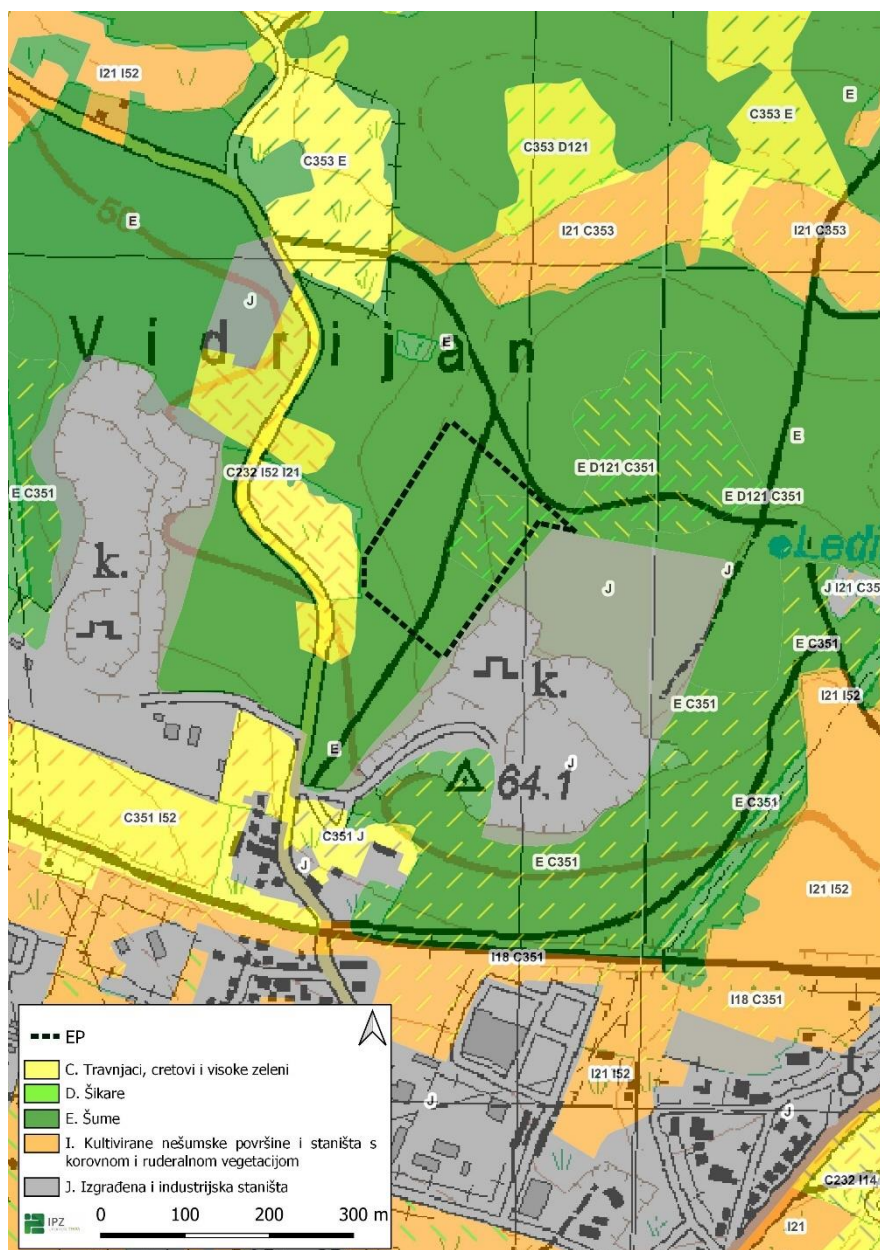 I21 I52
E
C353 E
C353 E
C353 D121
50
E
I21 C353
I21 C353
J
Vidrijan
E
E
E C351
C232 I52 I21
E D121 C351
E D121 C351
k.
J
J
k.
E C351
E C351
I21 I52
E
J
64.1
E C351
C351 I52
C351 J
J
E C351
I21 I52
I18 C351
I18 C351
I21 I52
J
J
C232 I14
I21
EP
C. Travnjaci, cretovi i visoke zeleni
D. Šikare
E. Šume
I. Kultivirane nešumske površine i staništa s
korovnom i ruderalnom vegetacijom
J. Izgrađena i industrijska staništa
IPZ
0 100 200 300 m